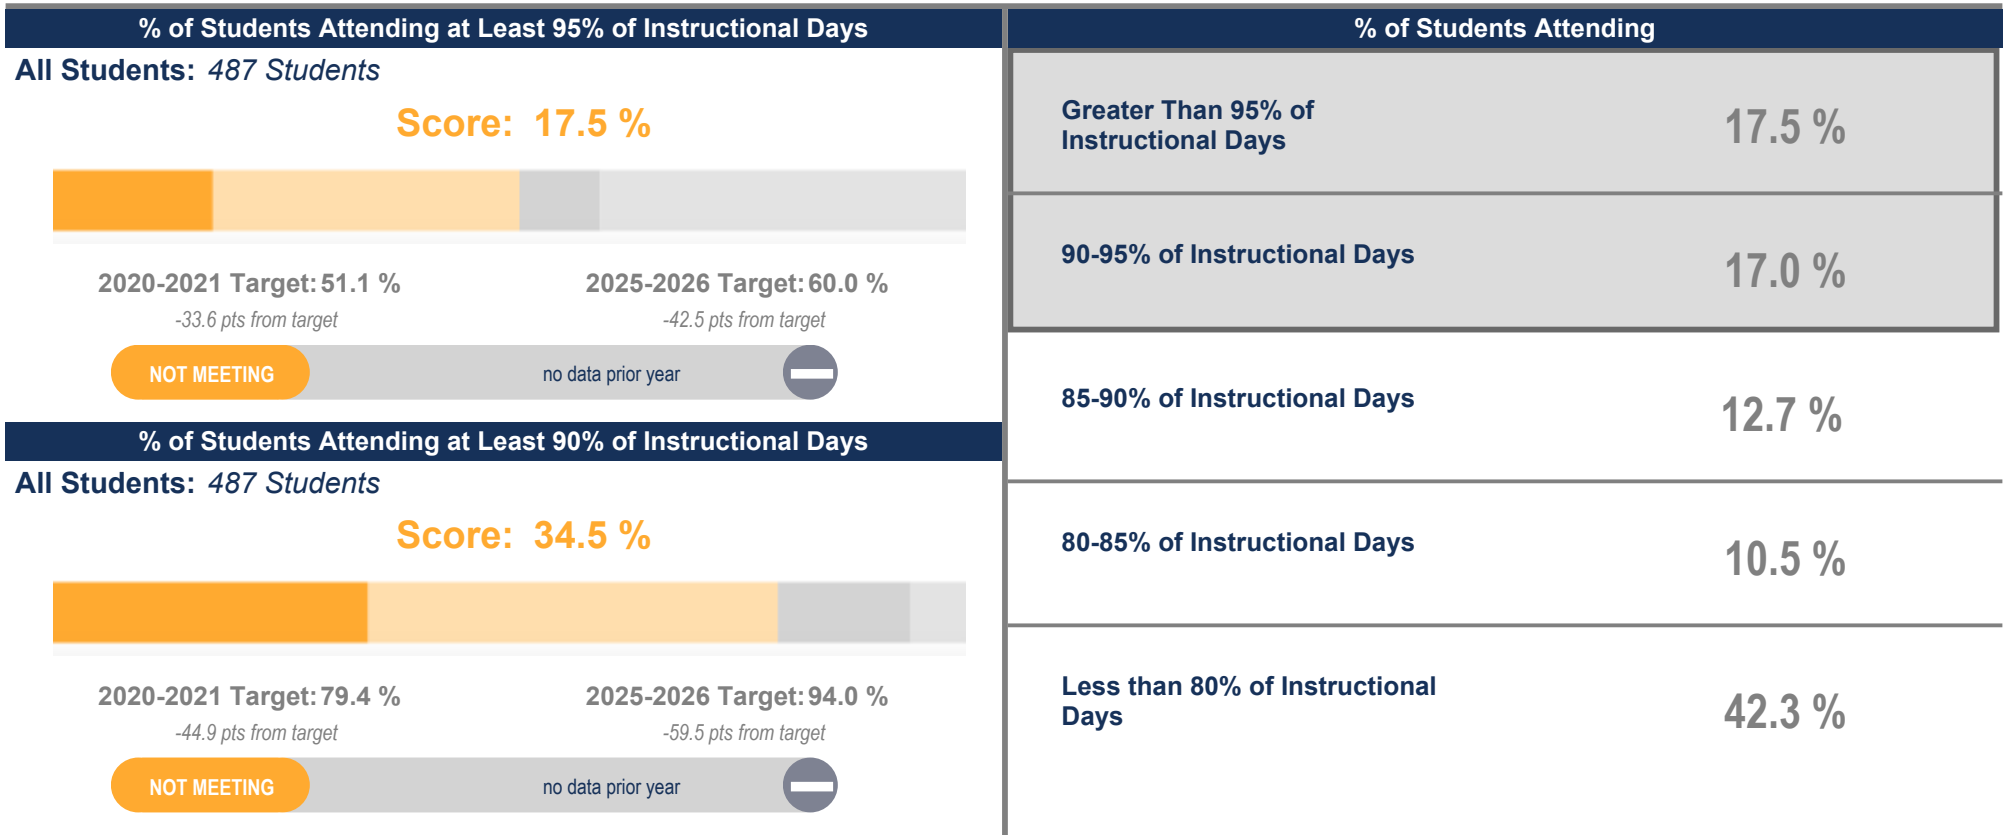 % of Students Attending at Least 95% of Instructional Days
All Students: 487 Students
Score: 17.5 %
2020-2021 Target: 51.1 %
-33.6 pts from target
2025-2026 Target: 60.0 %
-42.5 pts from target
NOT MEETING
no data prior year
% of Students Attending at Least 90% of Instructional Days
All Students: 487 Students
Score: 34.5 %
2020-2021 Target: 79.4 %
-44.9 pts from target
2025-2026 Target: 94.0 %
-59.5 pts from target
NOT MEETING
no data prior year
% of Students Attending
Greater Than 95% of
Instructional Days
17.5 %
90-95% of Instructional Days
17.0 %
85-90% of Instructional Days
12.7 %
80-85% of Instructional Days
10.5 %
Less than 80% of Instructional
Days
42.3 %